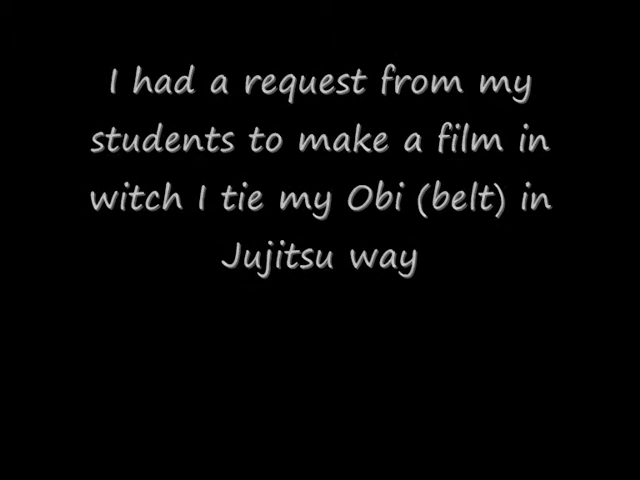 I had a request from my
students to make a film in
witch I tie my Obi (belt) in
Jujitsu way